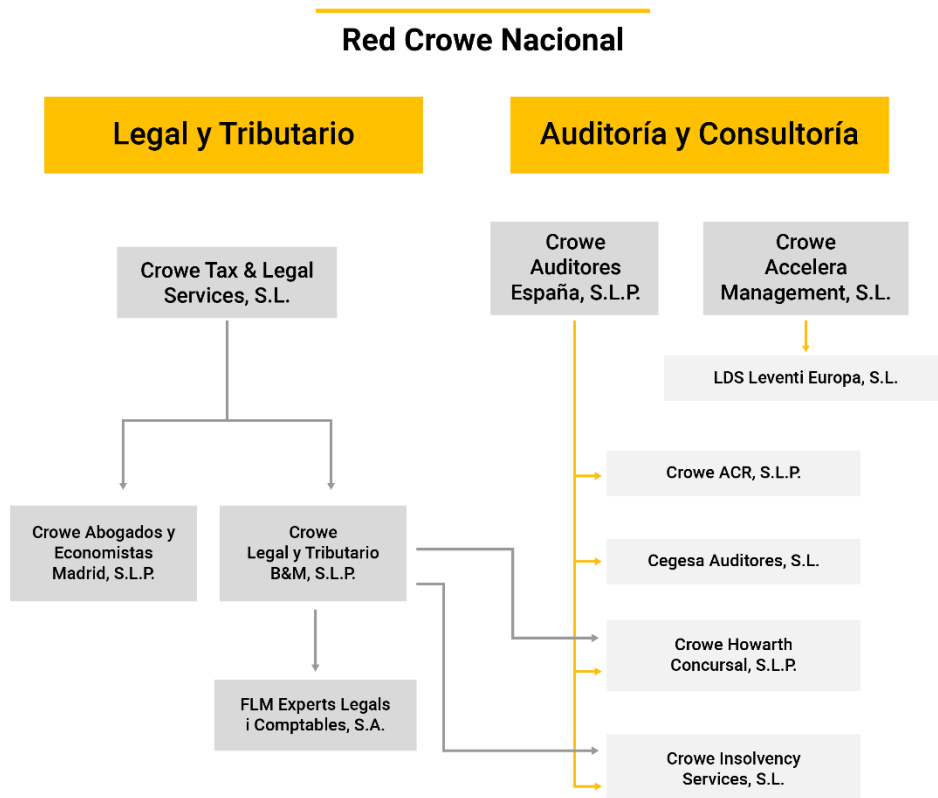 Red Crowe Nacional
Legal y Tributario
Auditoría y Consultoría
Crowe Tax & Legal
Services, S.L.
Crowe
Auditores
España, S.L.P.
Crowe
Accelera
Management, S.L.
LDS Leventi Europa, S.L.
Crowe ACR, S.L.P.
Crowe Abogados y
Economistas
Madrid, S.L.P.
Crowe
Legal y Tributario
B&M, S.L.P.
Cegesa Auditores, S.L.
Crowe Howarth
Concursal, S.L.P.
FLM Experts Legals
i Comptables, S.A.
Crowe Insolvency
Services, S.L.